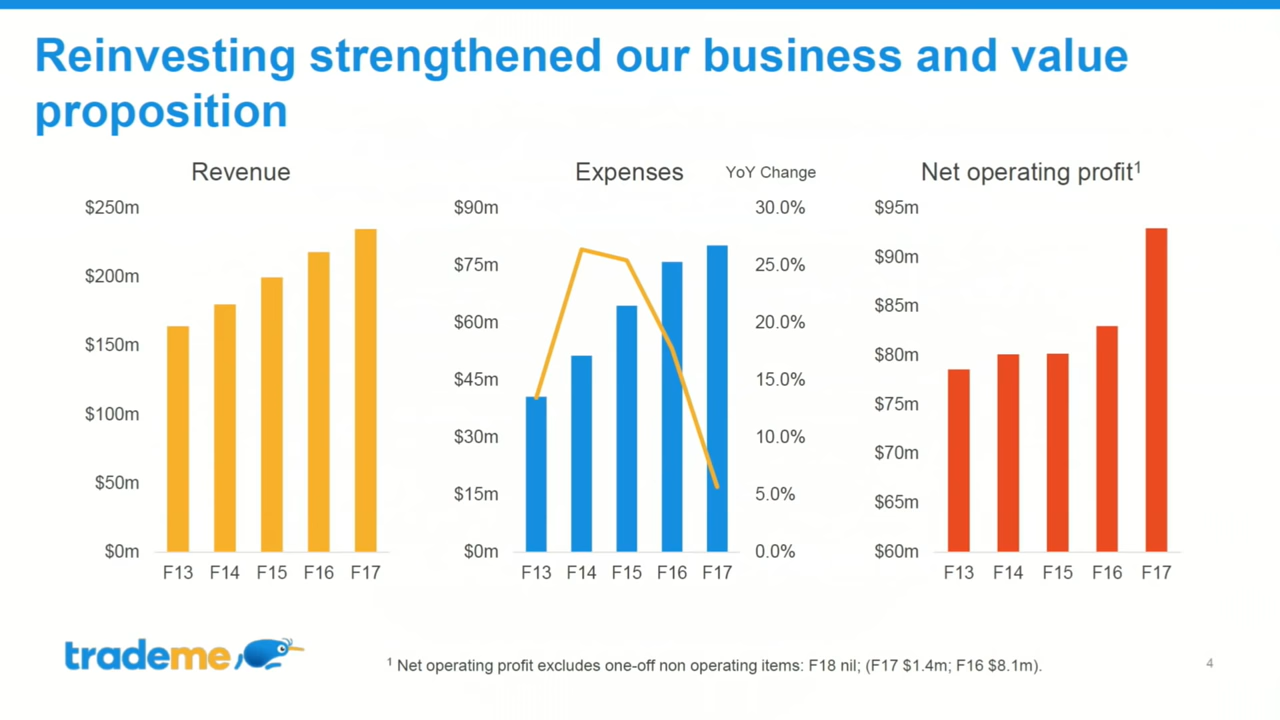 Reinvesting strengthened our business and value
proposition
Revenue
$250m
$200m
$150m
$100m
$50m
$0m
F13 F14 F15 F16 F17
Expenses YoY Change
$90m 30.0%
$75m 25.0%
$60m 20.0%
$45m 15.0%
$30m 10.0%
$15m 5.0%
$0m 0.0%
F13 F14 F15 F16 F17
Net operating profit¹
$95m
$90m
$85m
$80m
$75m
$70m
$65m
$60m
F13 F14 F15 F16 F17
trademe
¹ Net operating profit excludes one-off non operating items: F18 nil; (F17 $1.4m; F16 $8.1m).
4